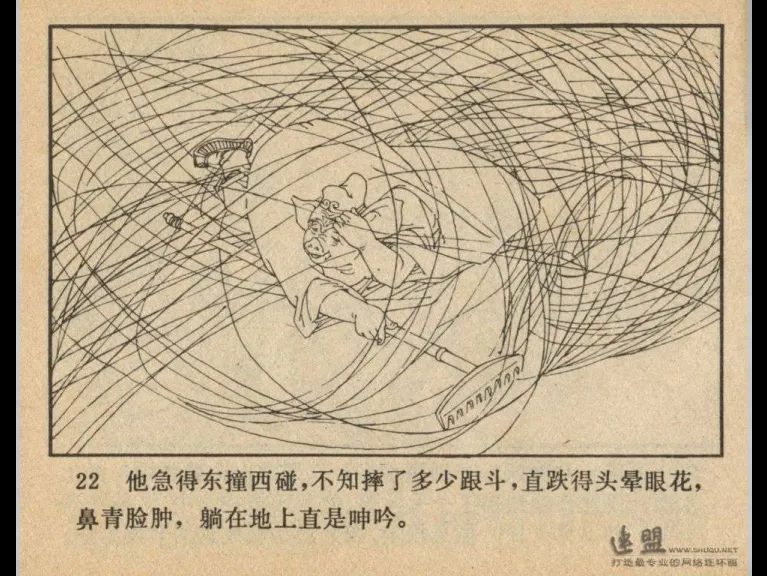 22 他急得东撞西碰，不知摔了多少跟斗，直跌得头晕眼花，
鼻青脸肿，躺在地上直是呻吟。
连盟 WWW.SHUQU.NET
打造最专业的网络连环画